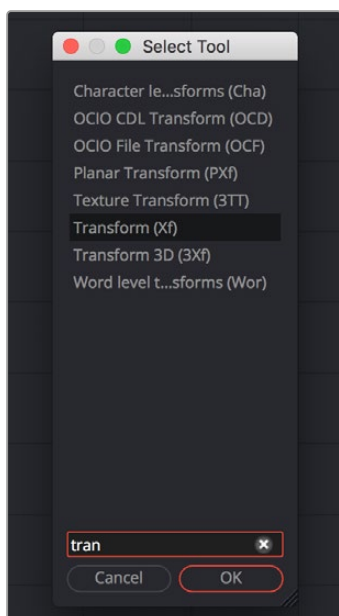 Select Tool
Character le...sforms (Cha)
OCIO CDL Transform (OCD)
OCIO File Transform (OCF)
Planar Transform (PXf)
Texture Transform (3TT)
Transform (Xf)
Transform 3D (3Xf)
Word level t...sforms (Wor)
tran
Cancel OK